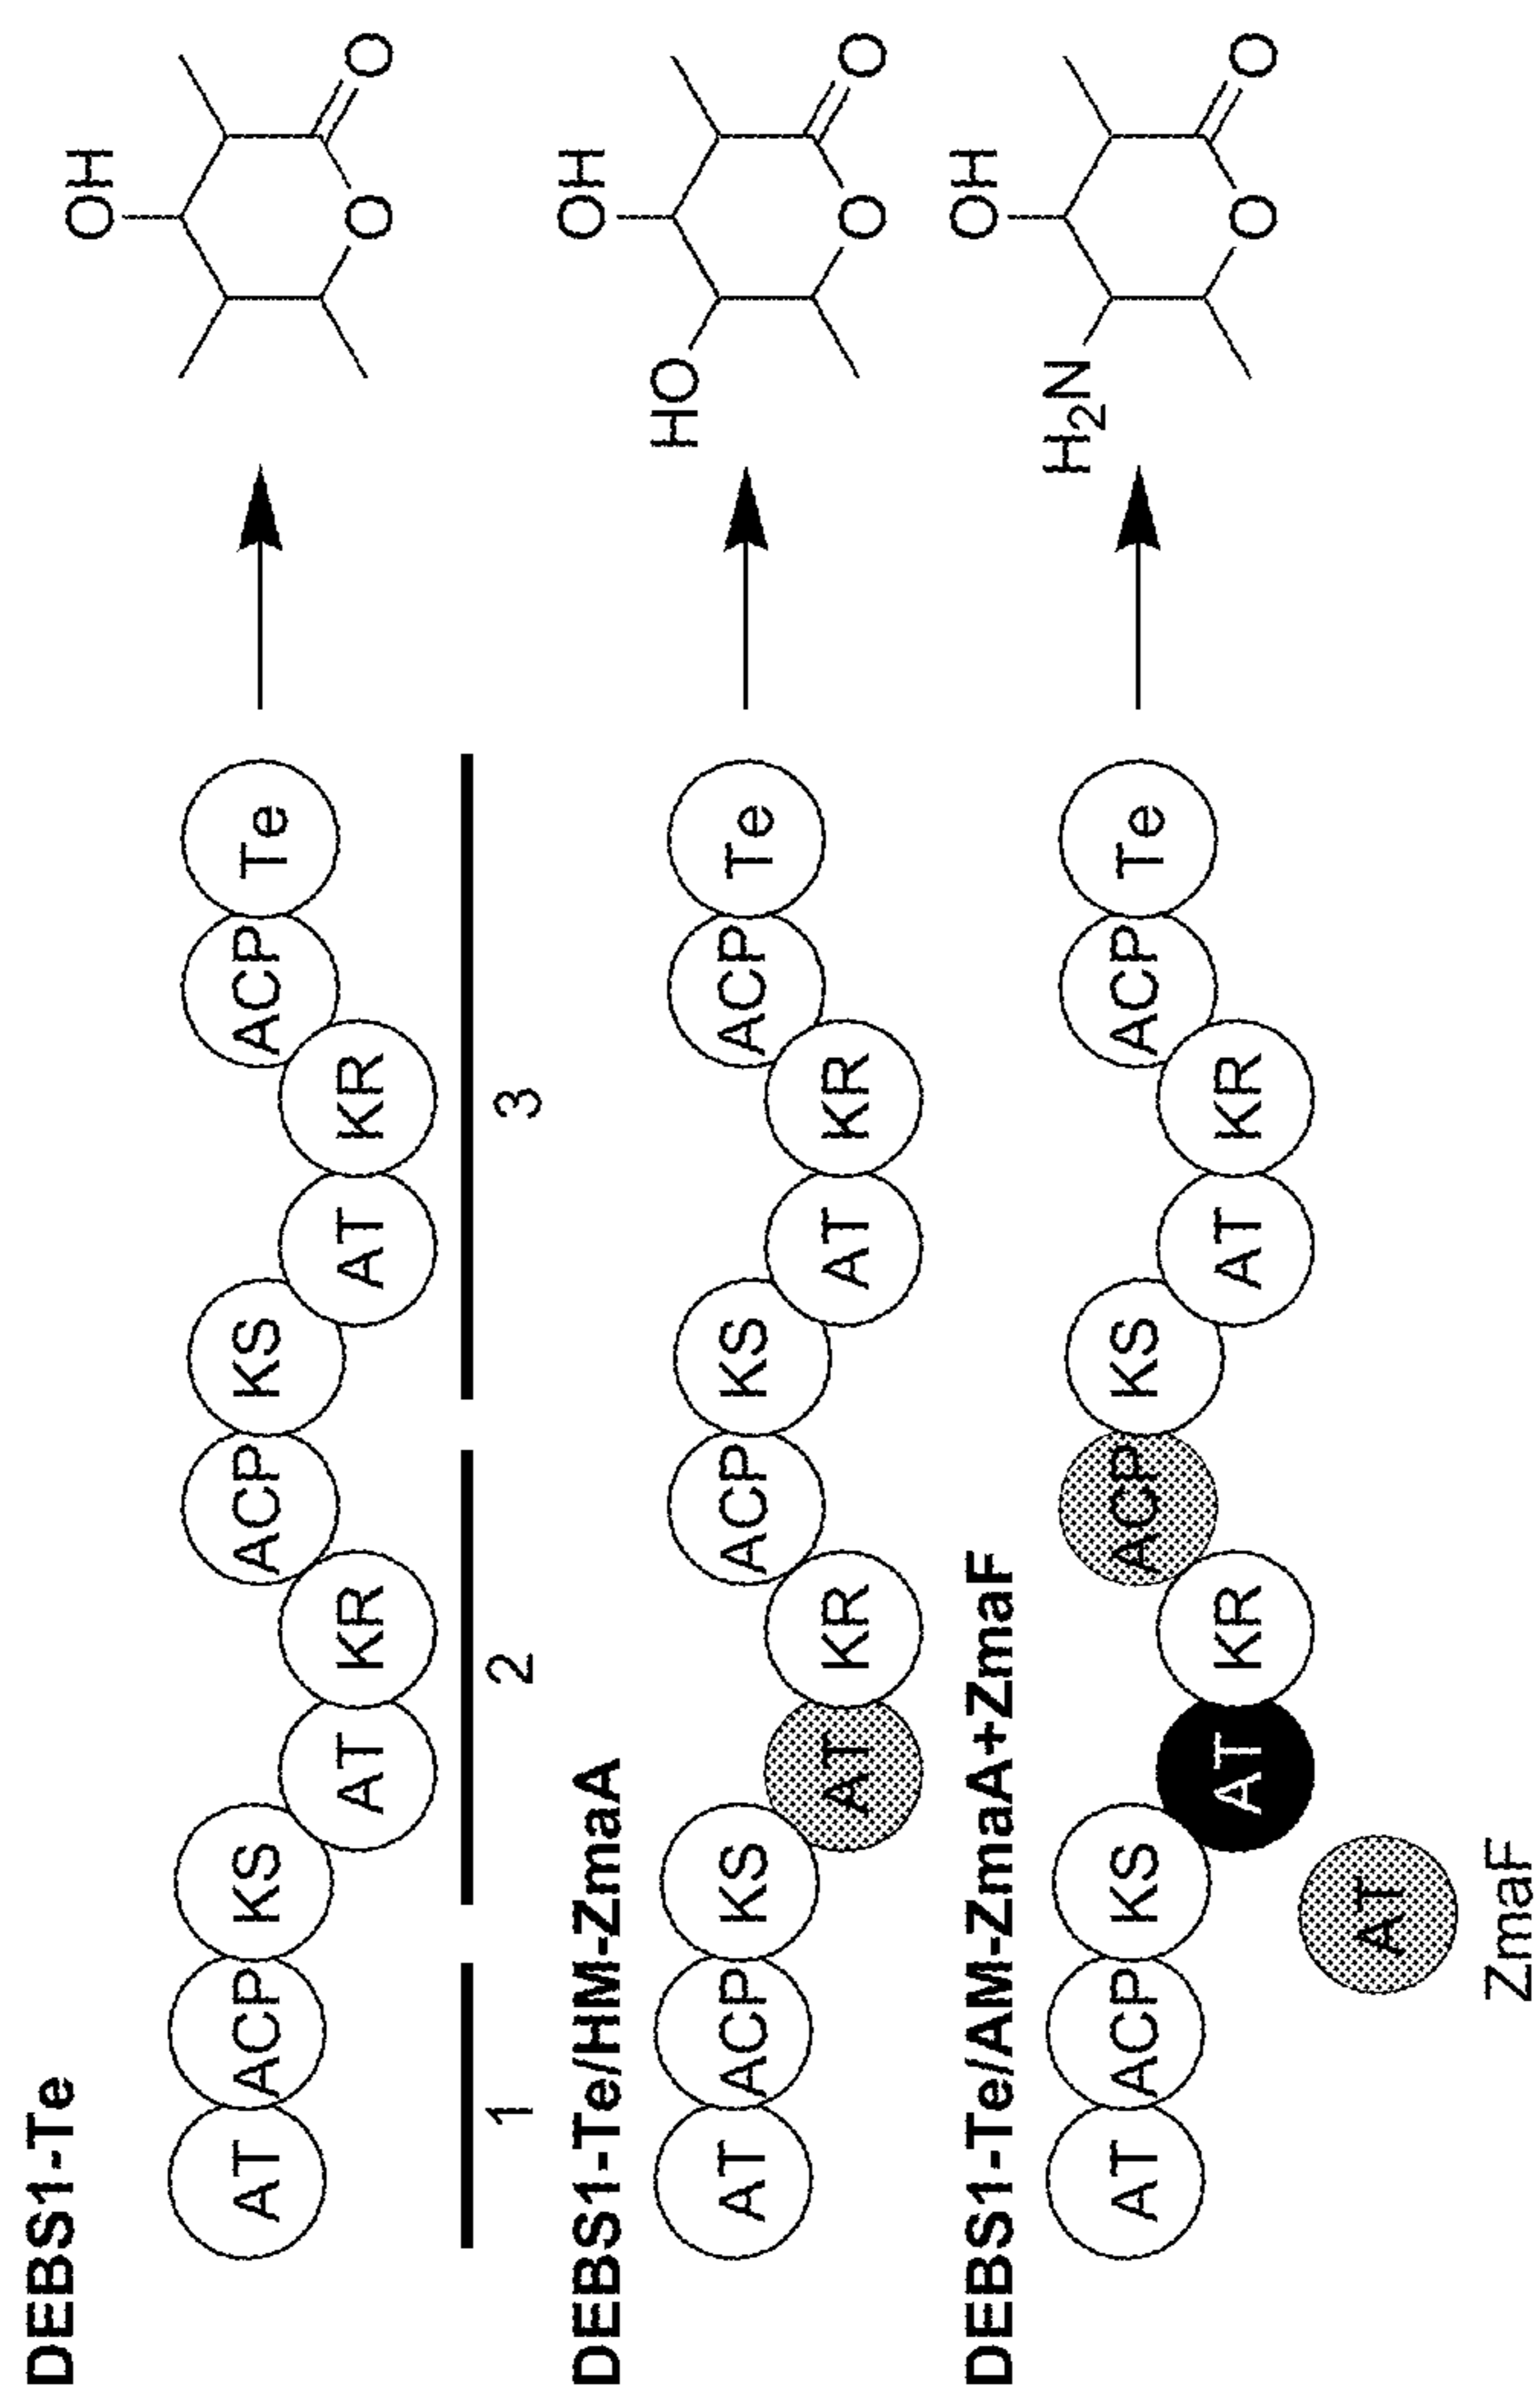 DEBS1-Te
AT ACP KS AT KR ACP KS AT KR ACP Te
OH
O
O
1 2 3
DEBS1-Te/HM-ZmaA
AT ACP KS AT KR ACP KS AT KR ACP Te
HO
OH
O
O
DEBS1-Te/AM-ZmaA+ZmaF
AT ACP KS AT KR ACP KS AT KR ACP Te
H2N
OH
O
O
AT
ZmaF